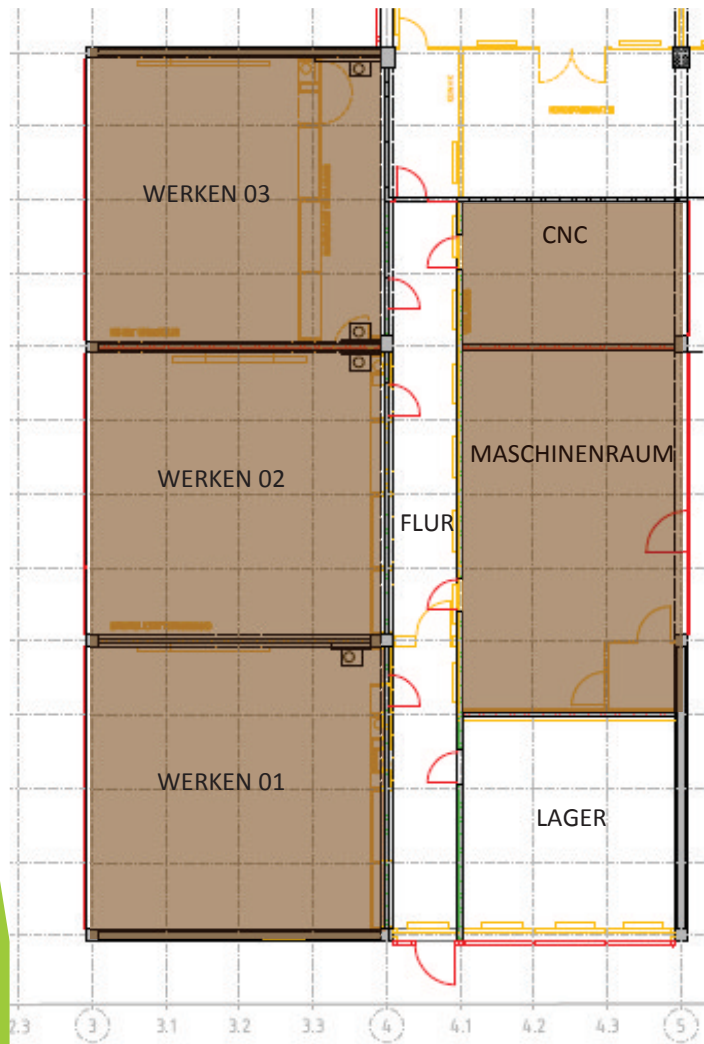 WERKEN 03
CNC
WERKEN 02
MASCHINENRAUM
FLUR
WERKEN 01
LAGER
2.3 3 3.1 3.2 3.3 4 4.1 4.2 4.3 5